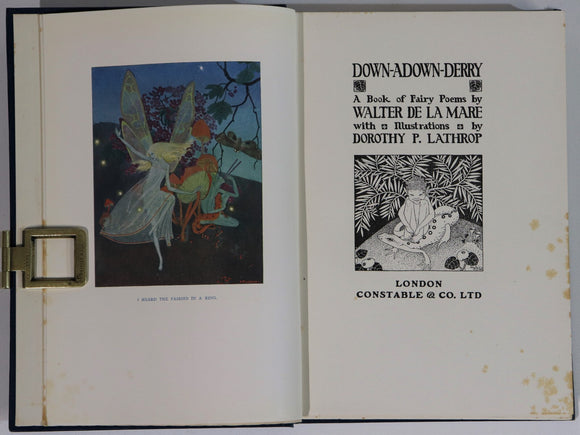 I HEARD THE FAIRIES IN A RING.
DOWN-ADOWN-DERRY
A Book of Fairy Poems by
WALTER DE LA MARE
with Illustrations by
DOROTHY P. LATHROP
LONDON
CONSTABLE & CO. LTD